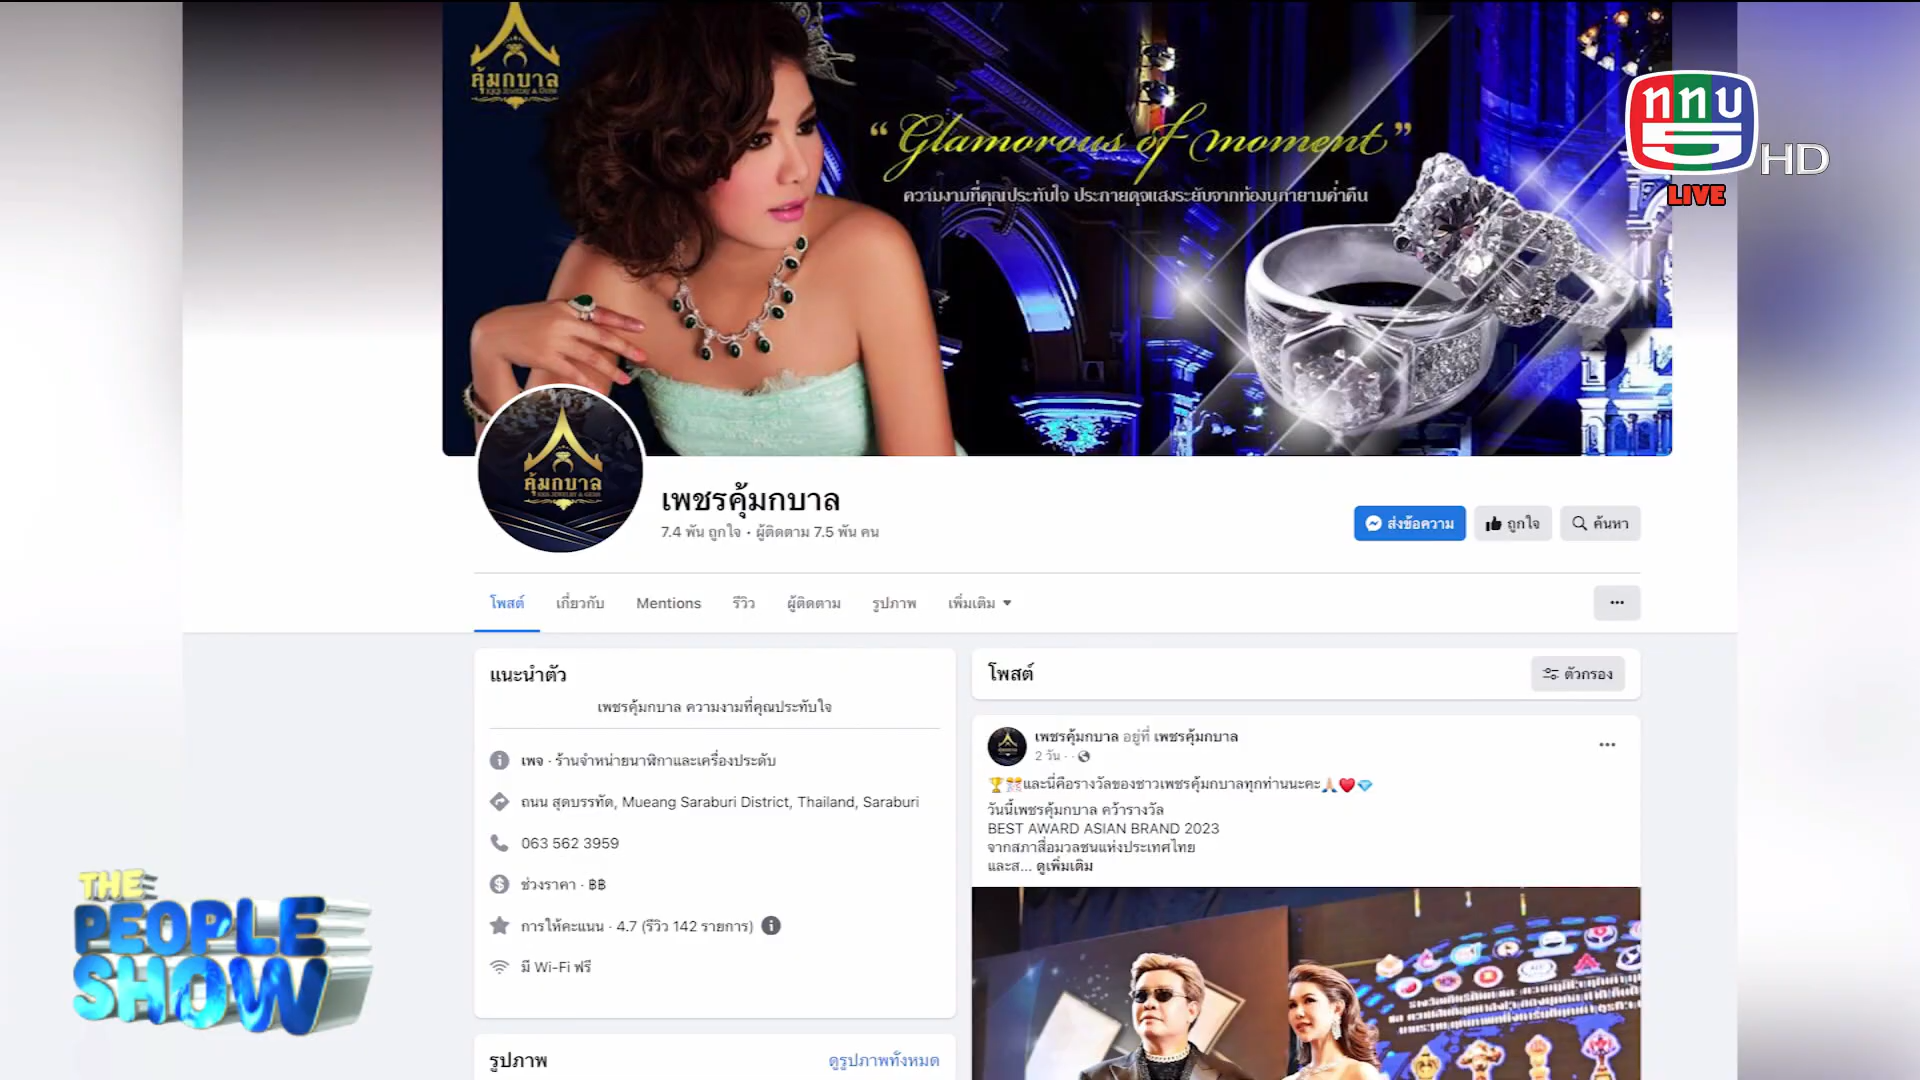 คุ้มกบาล
KKB JEWELRY & GEMS
“Glamorous of moment”
ความงามที่คุณประทับใจ ประกายดุจแสงระยับจากท้องนภายามค่ำคืน
ททบ
5
HD
LIVE
คุ้มกบาล
KKB JEWELRY & GEMS
เพชรคุ้มกบาล
7.4 พัน ถูกใจ • ผู้ติดตาม 7.5 พัน คน
ส่งข้อความ
ถูกใจ
ค้นหา
โพสต์ เกี่ยวกับ Mentions รีวิว ผู้ติดตาม รูปภาพ เพิ่มเติม
แนะนำตัว
เพชรคุ้มกบาล ความงามที่คุณประทับใจ
เพจ · ร้านจำหน่ายนาฬิกาและเครื่องประดับ
ถนน สุดบรรทัด, Mueang Saraburi District, Thailand, Saraburi
063 562 3959
ช่วงราคา · ฿฿
การให้คะแนน · 4.7 (รีวิว 142 รายการ)
มี Wi-Fi ฟรี
รูปภาพ
ดูรูปภาพทั้งหมด
โพสต์
ตัวกรอง
เพชรคุ้มกบาล อยู่ที่ เพชรคุ้มกบาล
2 วัน ·
🏆🎊และนี่คือรางวัลของชาวเพชรคุ้มกบาลทุกท่านนะคะ🙏❤️💎
วันนี้เพชรคุ้มกบาล คว้ารางวัล
BEST AWARD ASIAN BRAND 2023
จากสภาสื่อมวลชนแห่งประเทศไทย
และส... ดูเพิ่มเติม
THE
PEOPLE
SHOW